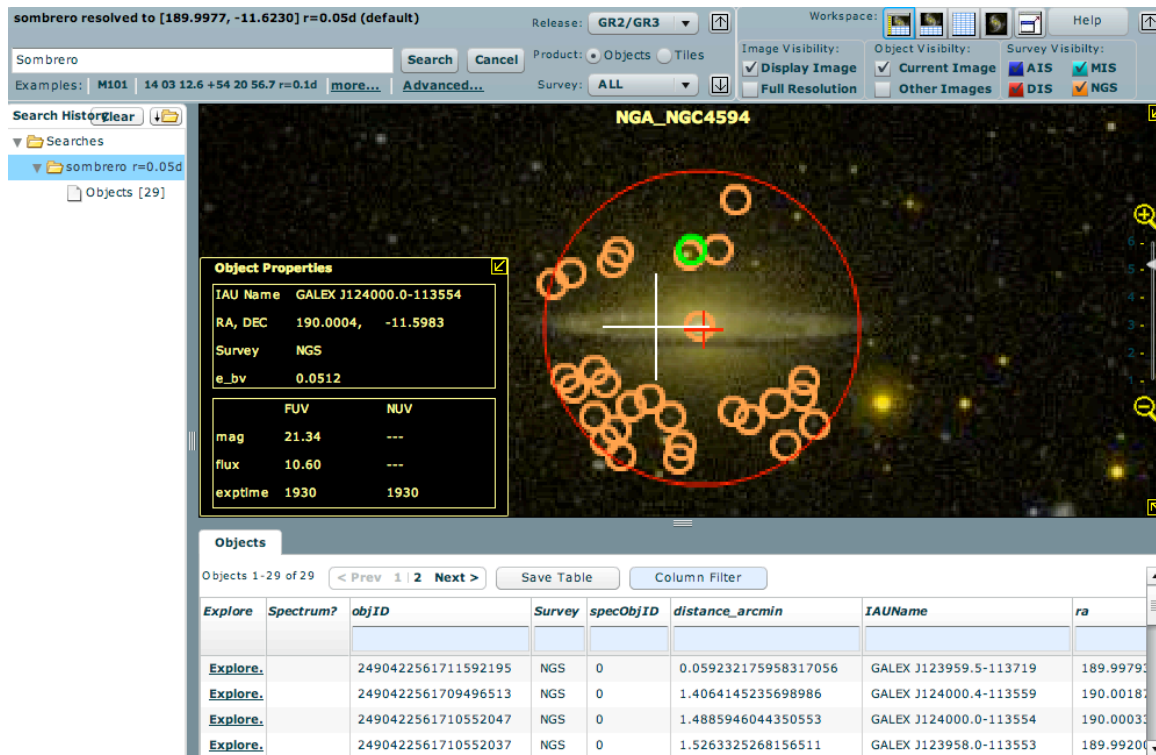 sombrero resolved to [189.9977, -11.6230] r=0.05d (default)
Release: GR2/GR3
Workspace:
Help
Sombrero
Search
Cancel
Product: Objects Tiles
Examples: M101 14 03 12.6 +54 20 56.7 r=0.1d more... Advanced...
Survey: ALL
Image Visibility:
Display Image
Full Resolution
Object Visibilty:
Current Image
Other Images
Survey Visibilty:
AIS MIS
DIS NGS
Search History Clear
Searches
sombrero r=0.05d
Objects [29]
NGA_NGC4594
6
5
4
3
2
1
Object Properties
IAU Name GALEX J124000.0-113554
RA, DEC 190.0004, -11.5983
Survey NGS
e_bv 0.0512
FUV NUV
mag 21.34 ---
flux 10.60 ---
exptime 1930 1930
Objects
Objects 1-29 of 29 < Prev 1 | 2 Next > Save Table Column Filter
Explore Spectrum? objID Survey specObjID distance_arcmin IAUName ra
Explore. 2490422561711592195 NGS 0 0.059232175958317056 GALEX J123959.5-113719 189.9979
Explore. 2490422561709496513 NGS 0 1.4064145235698986 GALEX J124000.4-113559 190.00187
Explore. 2490422561710552047 NGS 0 1.4885946044350553 GALEX J124000.0-113554 190.0003
Explore. 2490422561710552037 NGS 0 1.5263325268156511 GALEX J123958.0-113553 189.9920